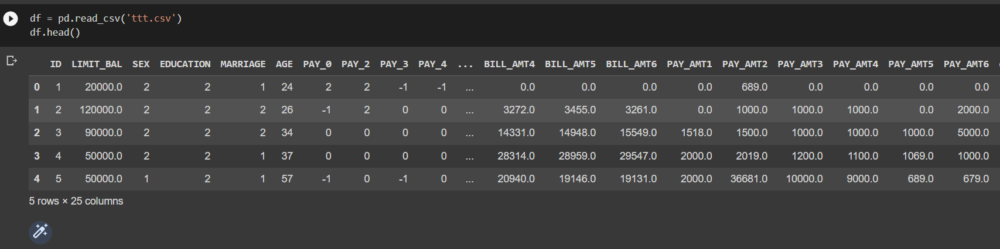 df = pd.read_csv('ttt.csv')
df.head()
ID LIMIT_BAL SEX EDUCATION MARRIAGE AGE PAY_0 PAY_2 PAY_3 PAY_4 ... BILL_AMT4 BILL_AMT5 BILL_AMT6 PAY_AMT1 PAY_AMT2 PAY_AMT3 PAY_AMT4 PAY_AMT5 PAY_AMT6
0 1 20000.0 2 2 1 24 2 2 -1 -1 ... 0.0 0.0 0.0 0.0 689.0 0.0 0.0 0.0 0.0
1 2 120000.0 2 2 2 26 -1 2 0 0 ... 3272.0 3455.0 3261.0 0.0 1000.0 1000.0 1000.0 0.0 2000.0
2 3 90000.0 2 2 2 34 0 0 0 0 ... 14331.0 14948.0 15549.0 1518.0 1500.0 1000.0 1000.0 1000.0 5000.0
3 4 50000.0 2 2 1 37 0 0 0 0 ... 28314.0 28959.0 29547.0 2000.0 2019.0 1200.0 1100.0 1069.0 1000.0
4 5 50000.0 1 2 1 57 -1 0 -1 0 ... 20940.0 19146.0 19131.0 2000.0 36681.0 10000.0 9000.0 689.0 679.0
5 rows × 25 columns